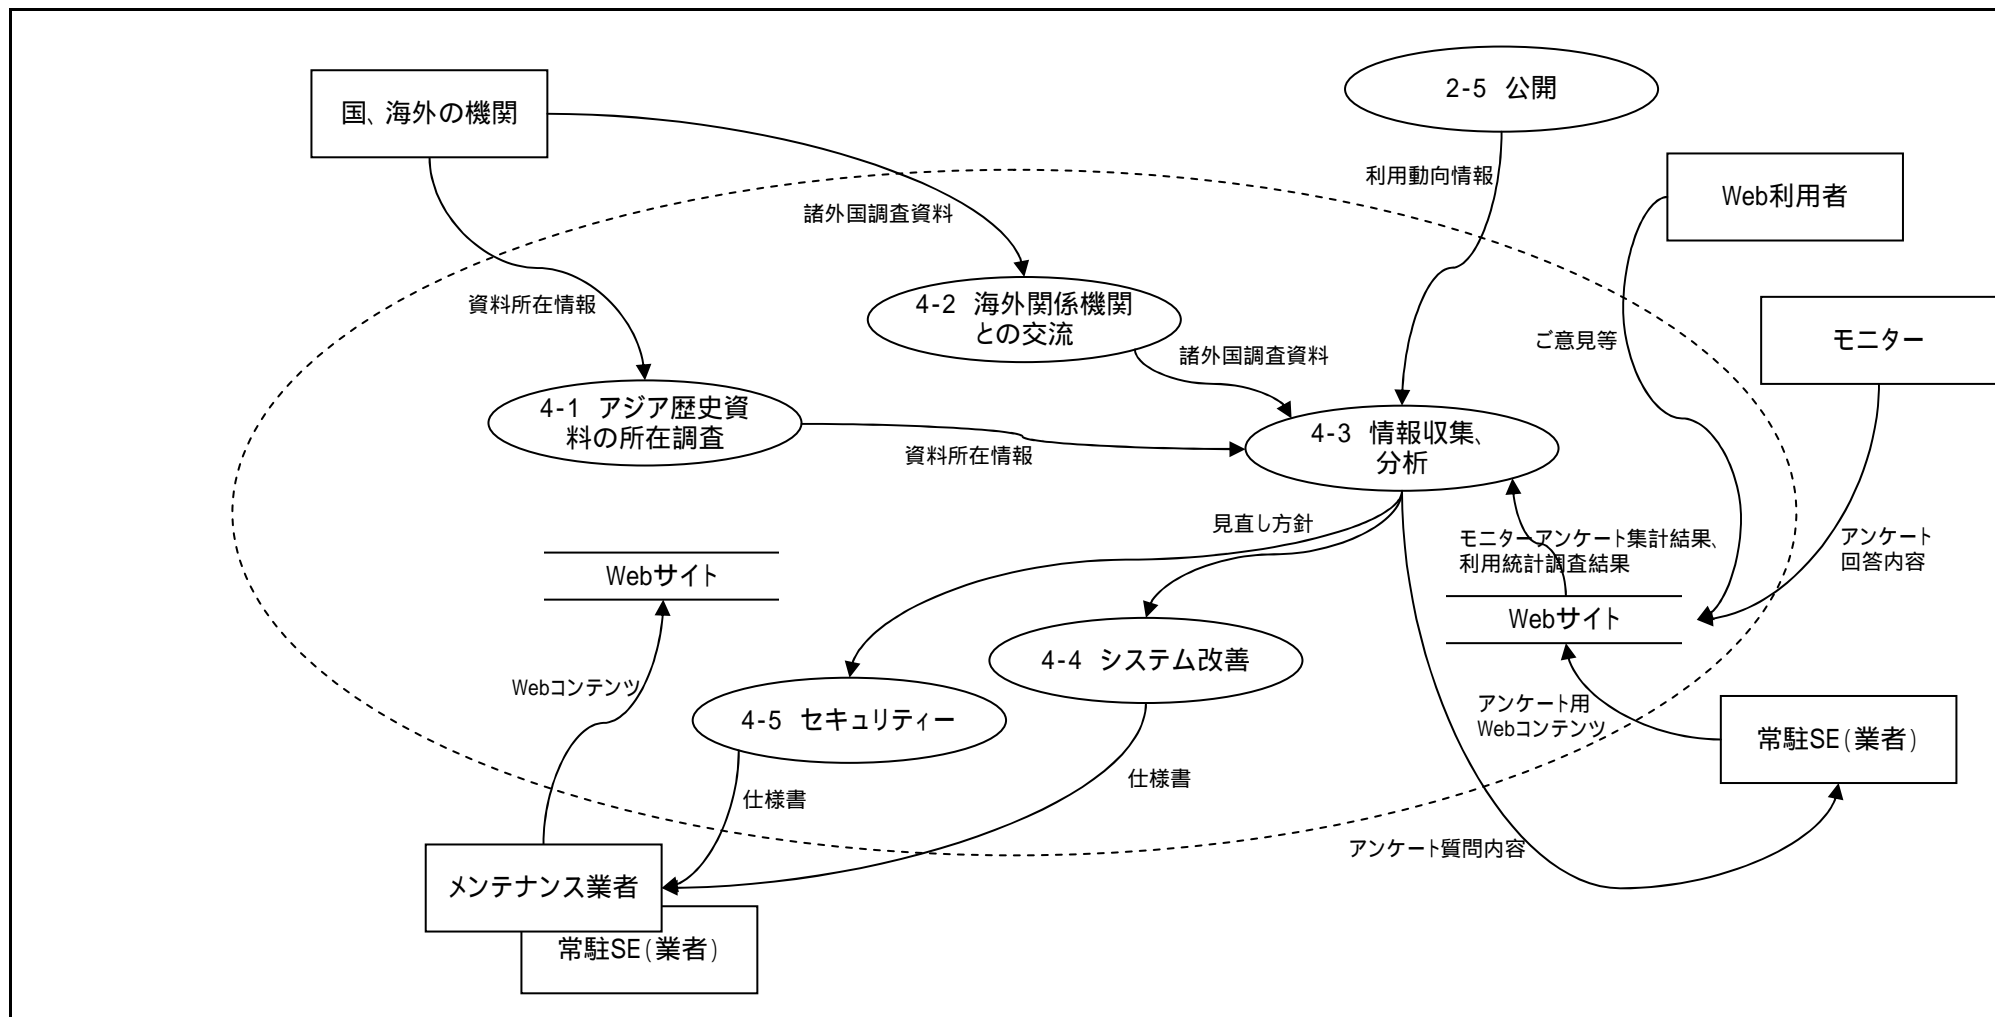 2-5 公開
国、海外の機関
利用動向情報
Web利用者
諸外国調査資料
資料所在情報
4-2 海外関係機関
との交流
ご意見等
モニター
諸外国調査資料
4-1 アジア歴史資
料の所在調査
4-3 情報収集、
分析
資料所在情報
見直し方針
モニターアンケート集計結果、
利用統計調査結果
アンケート
回答内容
Webサイト
Webサイト
4-4 システム改善
Webコンテンツ
4-5 セキュリティー
アンケート用
Webコンテンツ
常駐SE(業者)
仕様書
仕様書
アンケート質問内容
メンテナンス業者
常駐SE(業者)